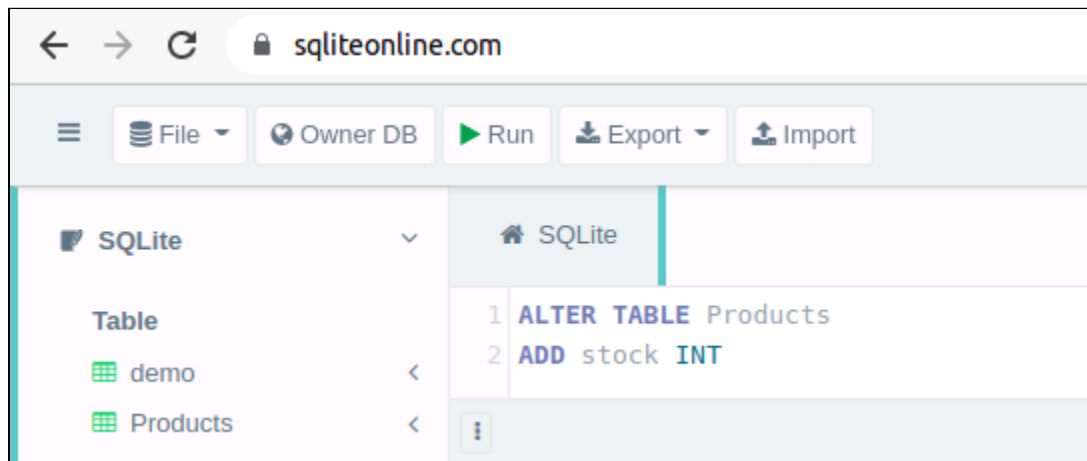 sqliteonline.com
File Owner DB Run Export Import
SQLite
SQLite
Table
demo
Products
1 ALTER TABLE Products
2 ADD stock INT